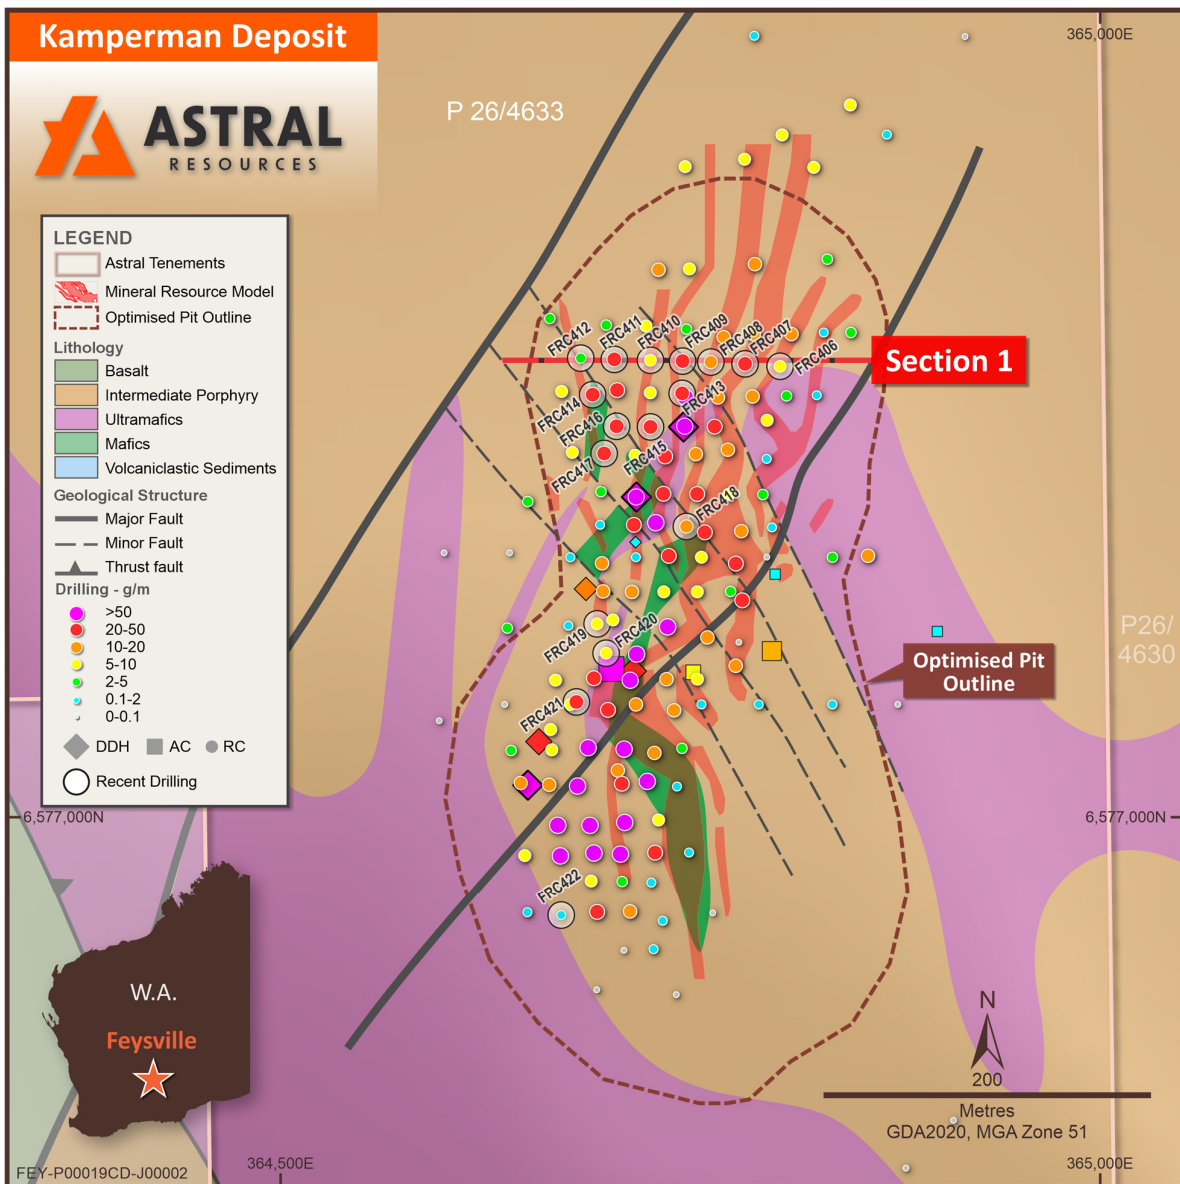 Kamperman Deposit
ASTRAL
RESOURCES
P 26/4633
365,000E
LEGEND
Astral Tenements
Mineral Resource Model
Optimised Pit Outline
Lithology
Basalt
Intermediate Porphyry
Ultramafics
Mafics
Volcaniclastic Sediments
Geological Structure
Major Fault
Minor Fault
Thrust fault
Drilling - g/m
>50
20-50
10-20
5-10
2-5
0.1-2
0-0.1
DDH AC RC
Recent Drilling
FRC412
FRC411
FRC410
FRC409
FRC408
FRC407
FRC406
Section 1
FRC414
FRC413
FRC416
FRC417
FRC415
FRC418
FRC419
FRC420
FRC421
FRC422
P26/
4630
Optimised Pit
Outline
6,577,000N
6,577,000N
W.A.
Feysville
N
200
Metres
GDA2020, MGA Zone 51
FEY-P00019CD-J00002
364,500E
365,000E